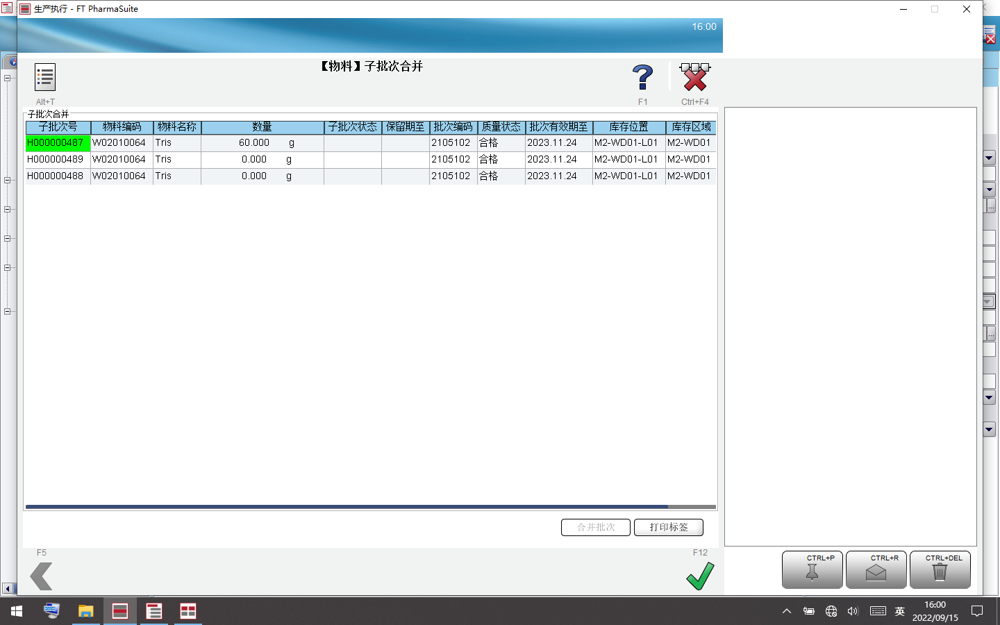 生产执行 - FT PharmaSuite
16:00
【物料】子批次合并
Alt+T
F1
Ctrl+F4
子批次合并
子批次号 物料编码 物料名称 数量 子批次状态 保留期至 批次编码 质量状态 批次有效期至 库存位置 库存区域
H000000487 W02010064 Tris 60.000 g 2105102 合格 2023.11.24 M2-WD01-L01 M2-WD01
H000000489 W02010064 Tris 0.000 g 2105102 合格 2023.11.24 M2-WD01-L01 M2-WD01
H000000488 W02010064 Tris 0.000 g 2105102 合格 2023.11.24 M2-WD01-L01 M2-WD01
合并批次 打印标签
F5
F12
CTRL+P
CTRL+R
CTRL+DEL
英
16:00
2022/09/15